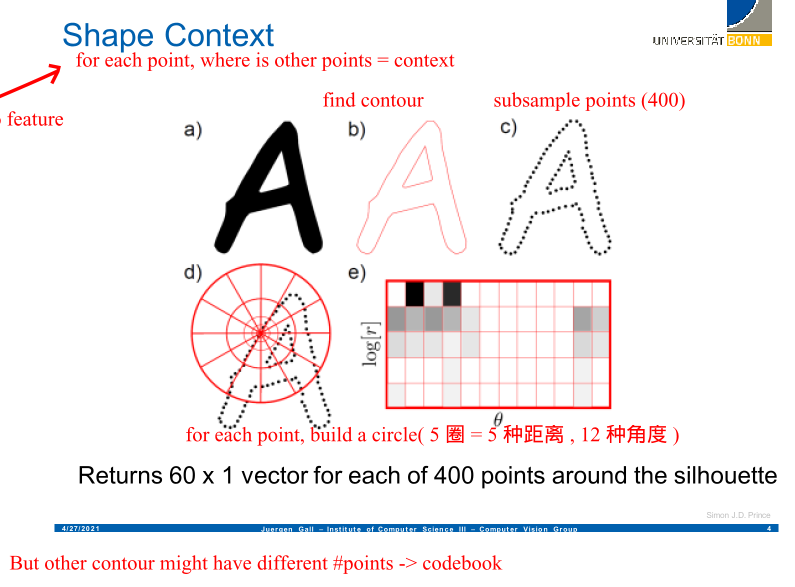 Shape Context
UNIVERSITÄT BONN
for each point, where is other points = context
find contour
subsample points (400)
feature
a)
b)
c)
d)
e)
log[r]
θ
for each point, build a circle( 5 圈 = 5 种距离 , 12 种角度 )
Returns 60 x 1 vector for each of 400 points around the silhouette
Simon J.D. Prince
4/27/2021
Juergen Gall – Institute of Computer Science III – Computer Vision Group
4
But other contour might have different #points -> codebook